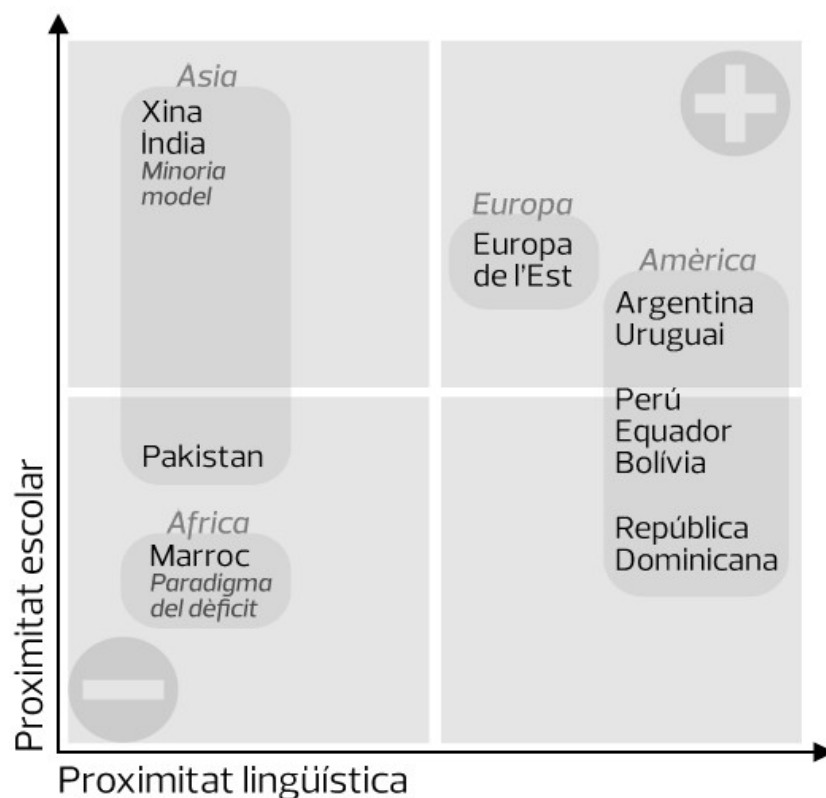 Asia
Xina
Índia
Minoria
model
Pakistan
Africa
Marroc
Paradigma
del dèficit
Europa
Europa
de l'Est
Amèrica
Argentina
Uruguai
Perú
Equador
Bolívia
República
Dominicana
Proximitat escolar
Proximitat lingüística